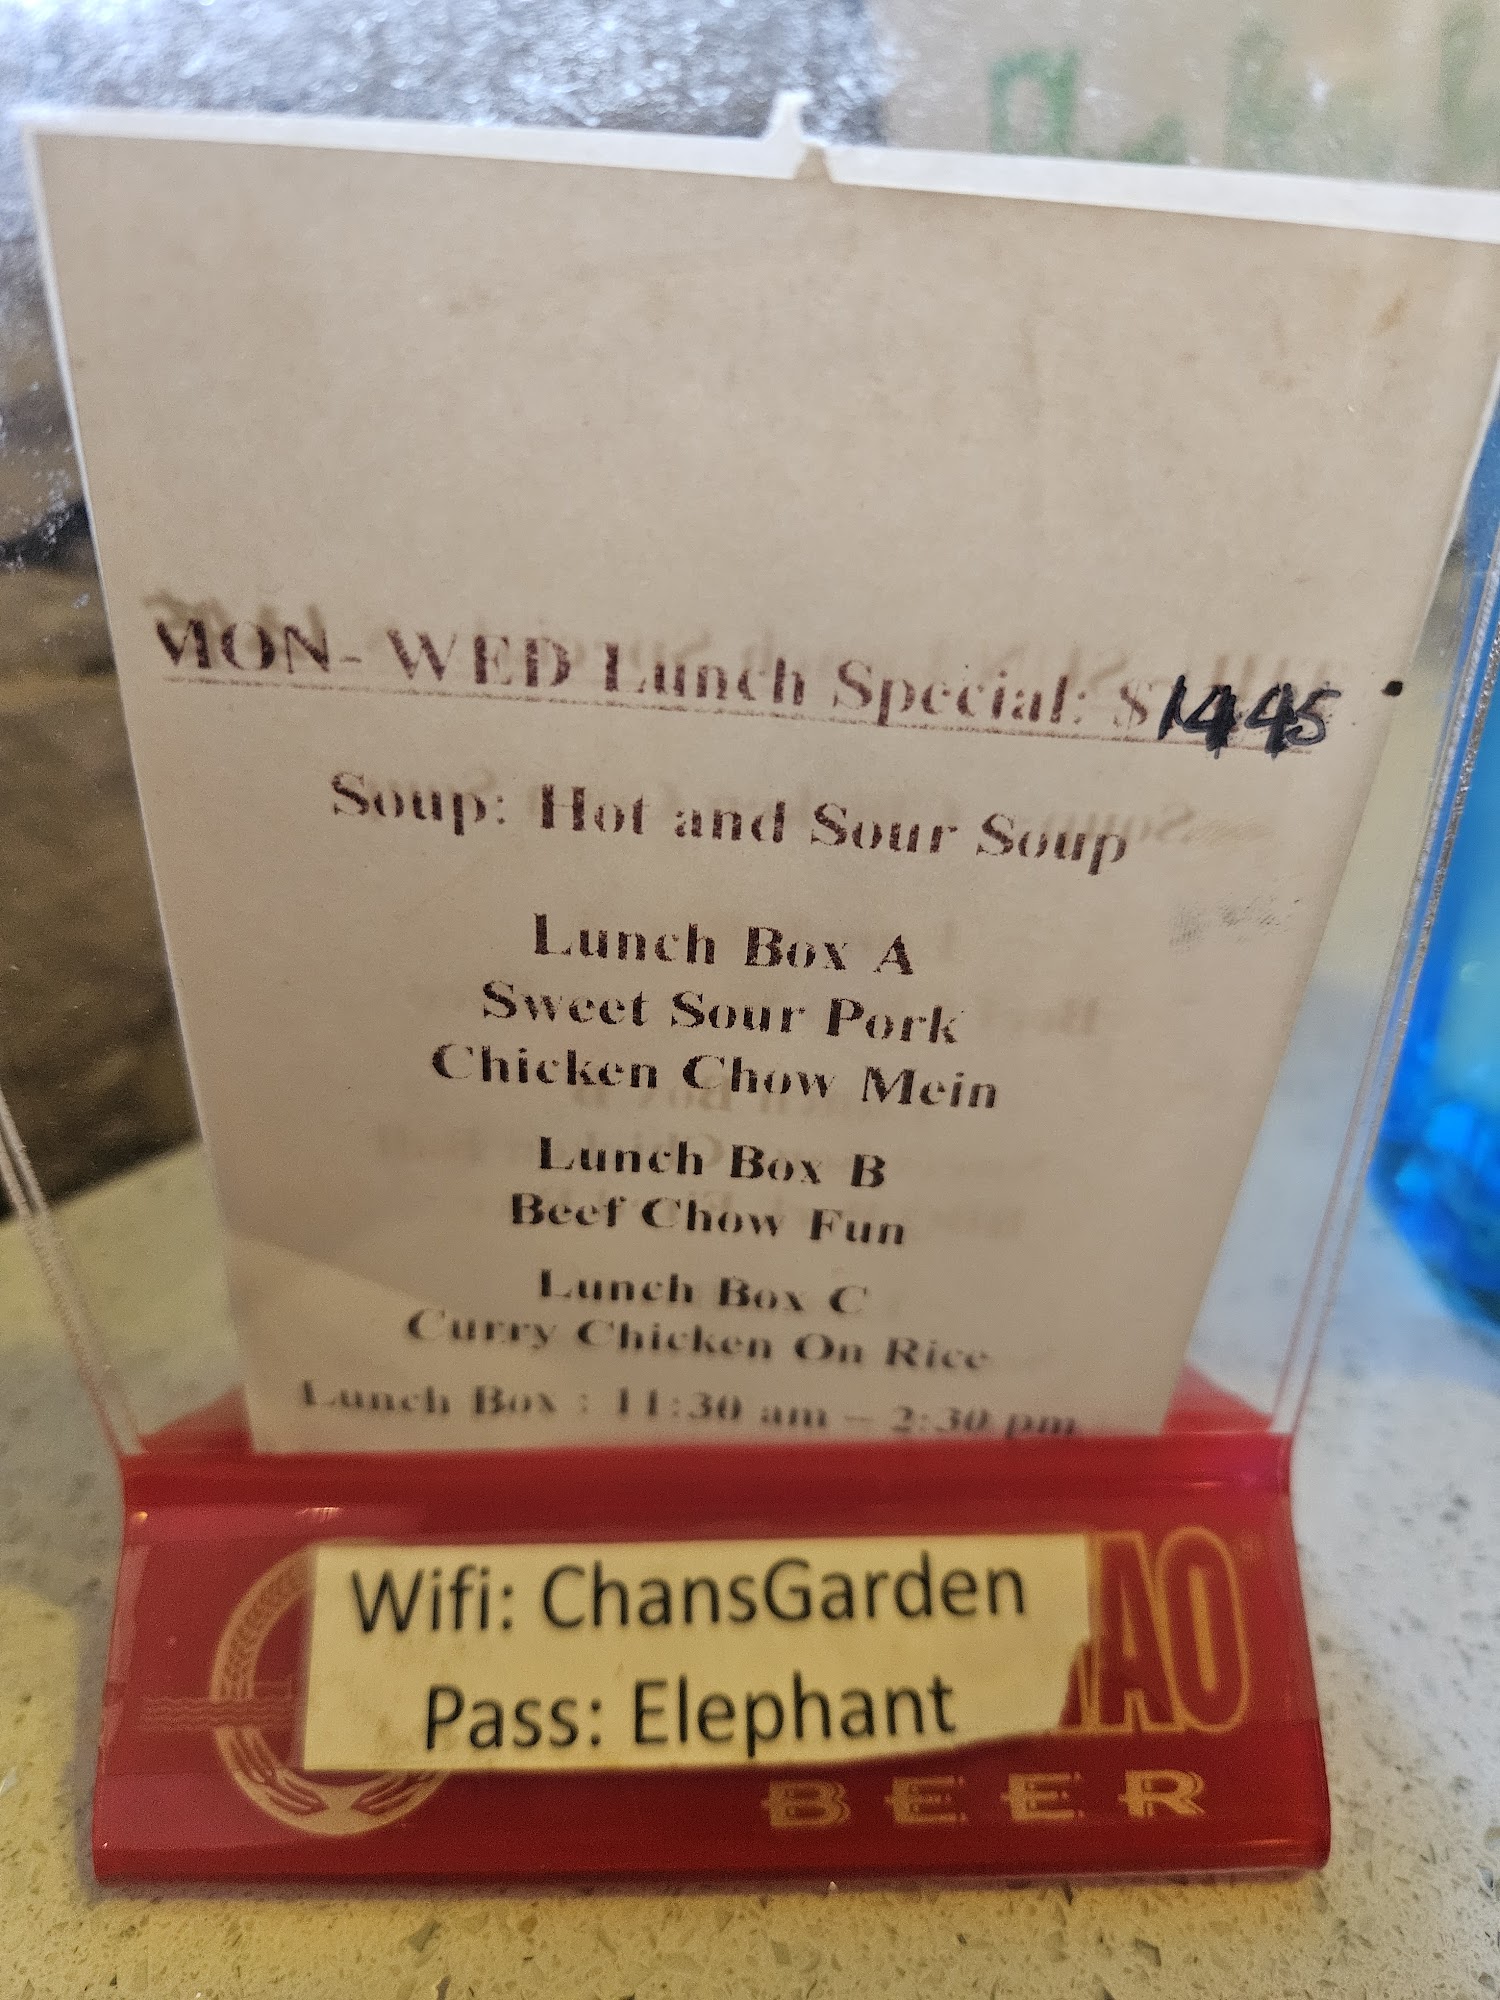 MON- WED Lunch Special: $14.45
Soup: Hot and Sour Soup
Lunch Box A
Sweet Sour Pork
Chicken Chow Mein
Lunch Box B
Beef Chow Fun
Lunch Box C
Curry Chicken On Rice
Lunch Box : 11:30 am – 2:30 pm
Wifi: ChansGarden
Pass: Elephant
AO
BEER